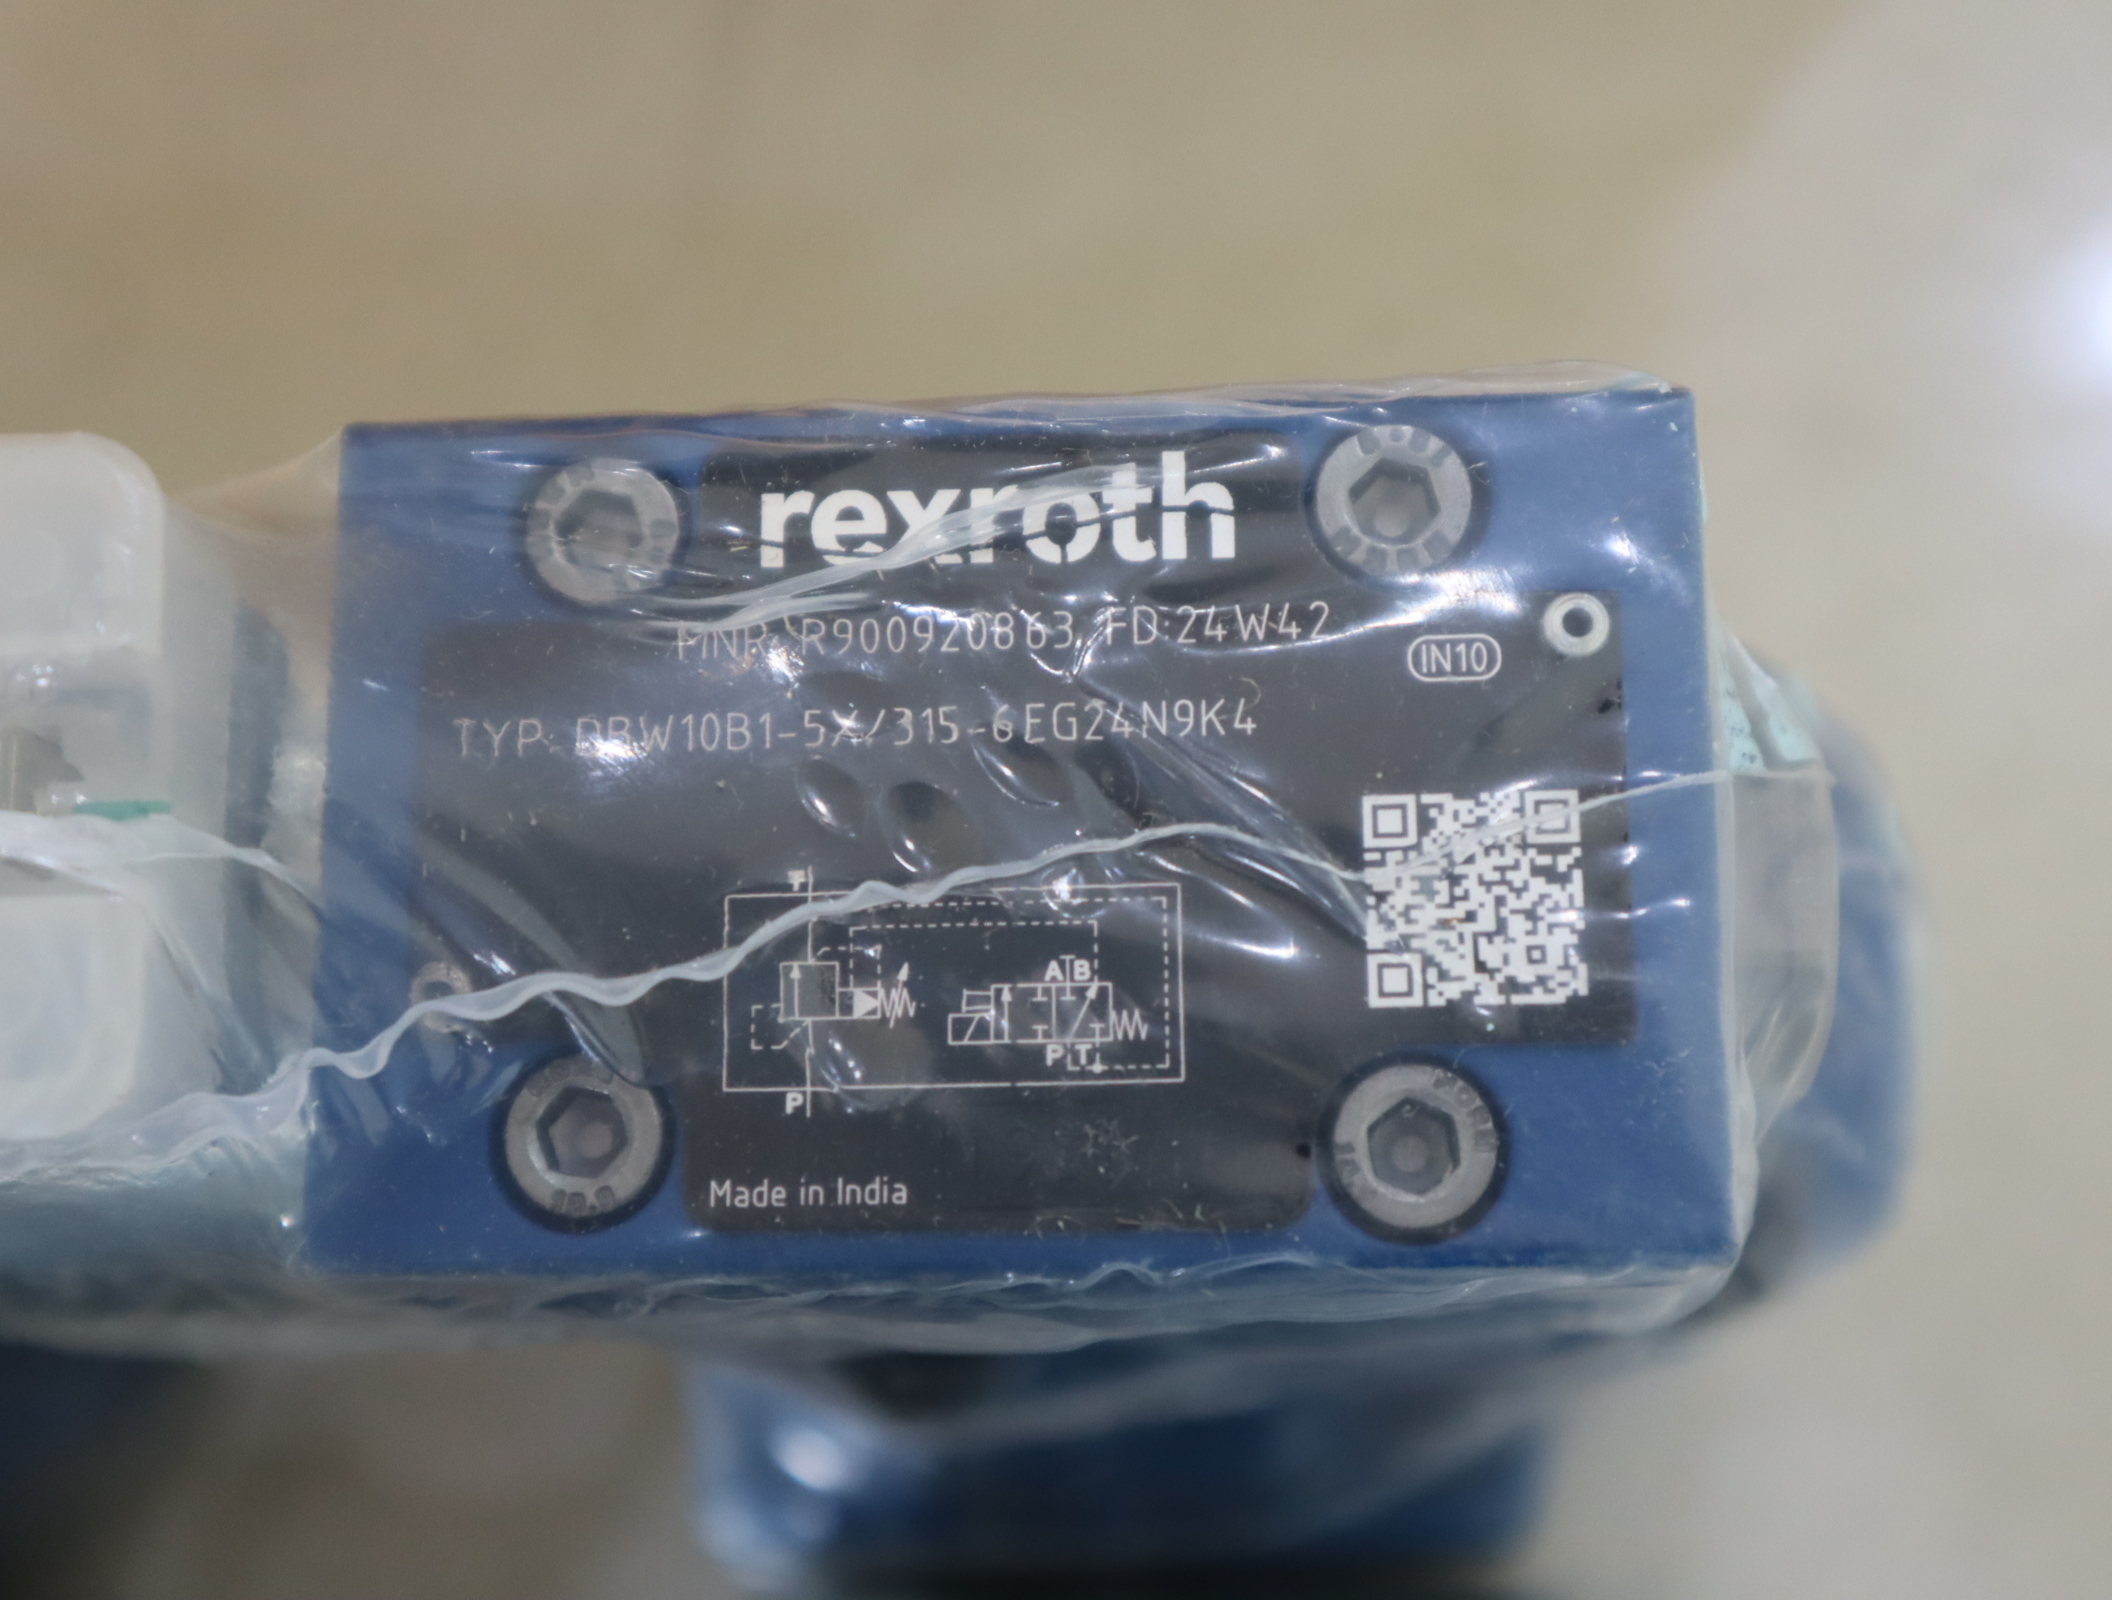 rexroth
MNR: R900920863 FD:24W42
IN10
TYP: DBW10B1-5X/315-6EG24N9K4
T
A B
P T
P
Made in India